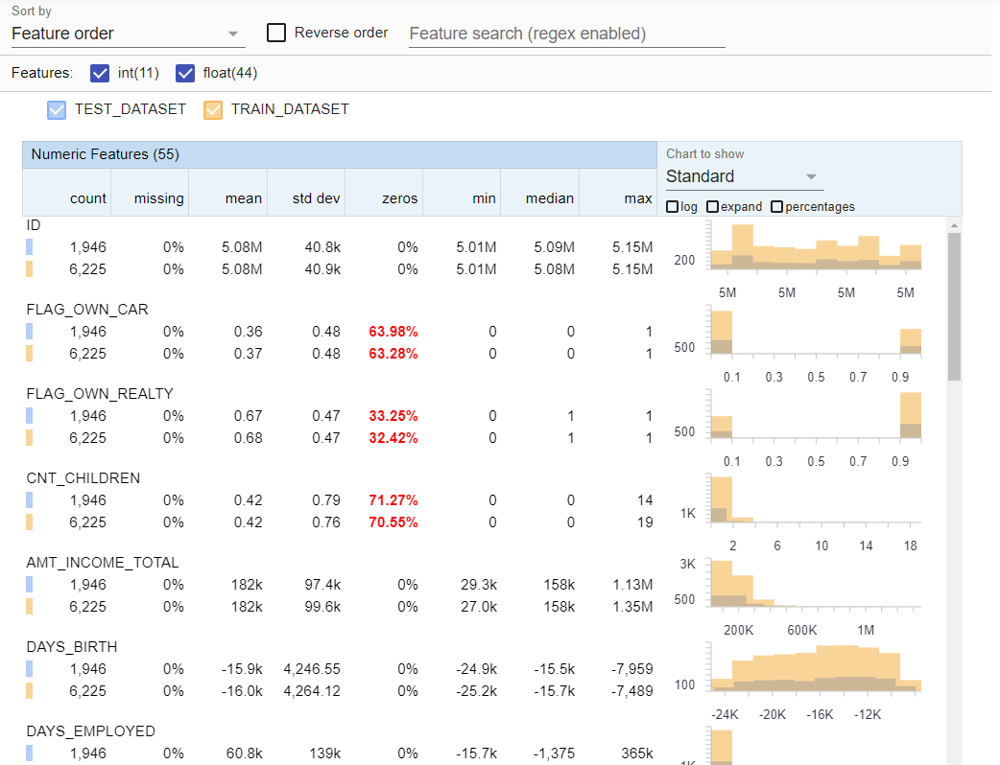 Sort by
Feature order Reverse order Feature search (regex enabled)
Features: int(11) float(44)
TEST_DATASET TRAIN_DATASET
Numeric Features (55) Chart to show
Standard
count missing mean std dev zeros min median max
log expand percentages
ID
1,946 0% 5.08M 40.8k 0% 5.01M 5.09M 5.15M
6,225 0% 5.08M 40.9k 0% 5.01M 5.08M 5.15M
200
5M 5M 5M 5M
FLAG_OWN_CAR
1,946 0% 0.36 0.48 63.98% 0 0 1
6,225 0% 0.37 0.48 63.28% 0 0 1
500
0.1 0.3 0.5 0.7 0.9
FLAG_OWN_REALTY
1,946 0% 0.67 0.47 33.25% 0 1 1
6,225 0% 0.68 0.47 32.42% 0 1 1
500
0.1 0.3 0.5 0.7 0.9
CNT_CHILDREN
1,946 0% 0.42 0.79 71.27% 0 0 14
6,225 0% 0.42 0.76 70.55% 0 0 19
1K
2 6 10 14 18
AMT_INCOME_TOTAL
1,946 0% 182k 97.4k 0% 29.3k 158k 1.13M
6,225 0% 182k 99.6k 0% 27.0k 158k 1.35M
3K
500
200K 600K 1M
DAYS_BIRTH
1,946 0% -15.9k 4,246.55 0% -24.9k -15.5k -7,959
6,225 0% -16.0k 4,264.12 0% -25.2k -15.7k -7,489
100
-24K -20K -16K -12K
DAYS_EMPLOYED
1,946 0% 60.8k 139k 0% -15.7k -1,375 365k
1K